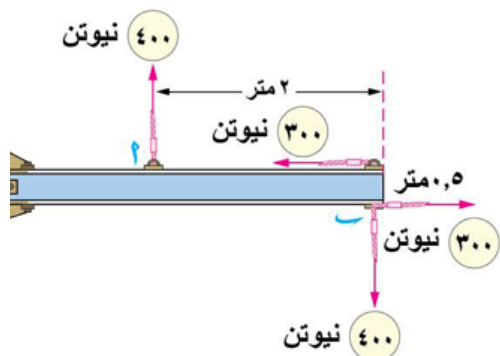 ٤٠٠ نيوتن
٢ متر
٣٠٠ نيوتن
م
٠,٥ متر
ب
٣٠٠ نيوتن
٤٠٠ نيوتن